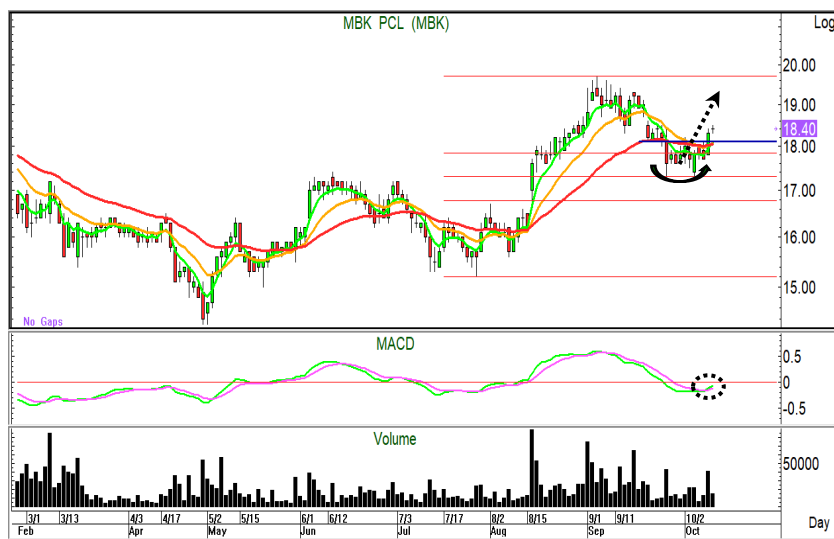 MBK PCL (MBK)
Log
20.00
19.00
18.40
18.00
17.00
16.00
15.00
No Gaps
MACD
0.5
0
-0.5
Volume
50000
3/1 3/13 4/3 4/17 5/2 5/15 6/1 6/12 7/3 7/17 8/2 8/15 9/1 9/11 10/2
Feb Apr May Jun Jul Aug Sep Oct
Day